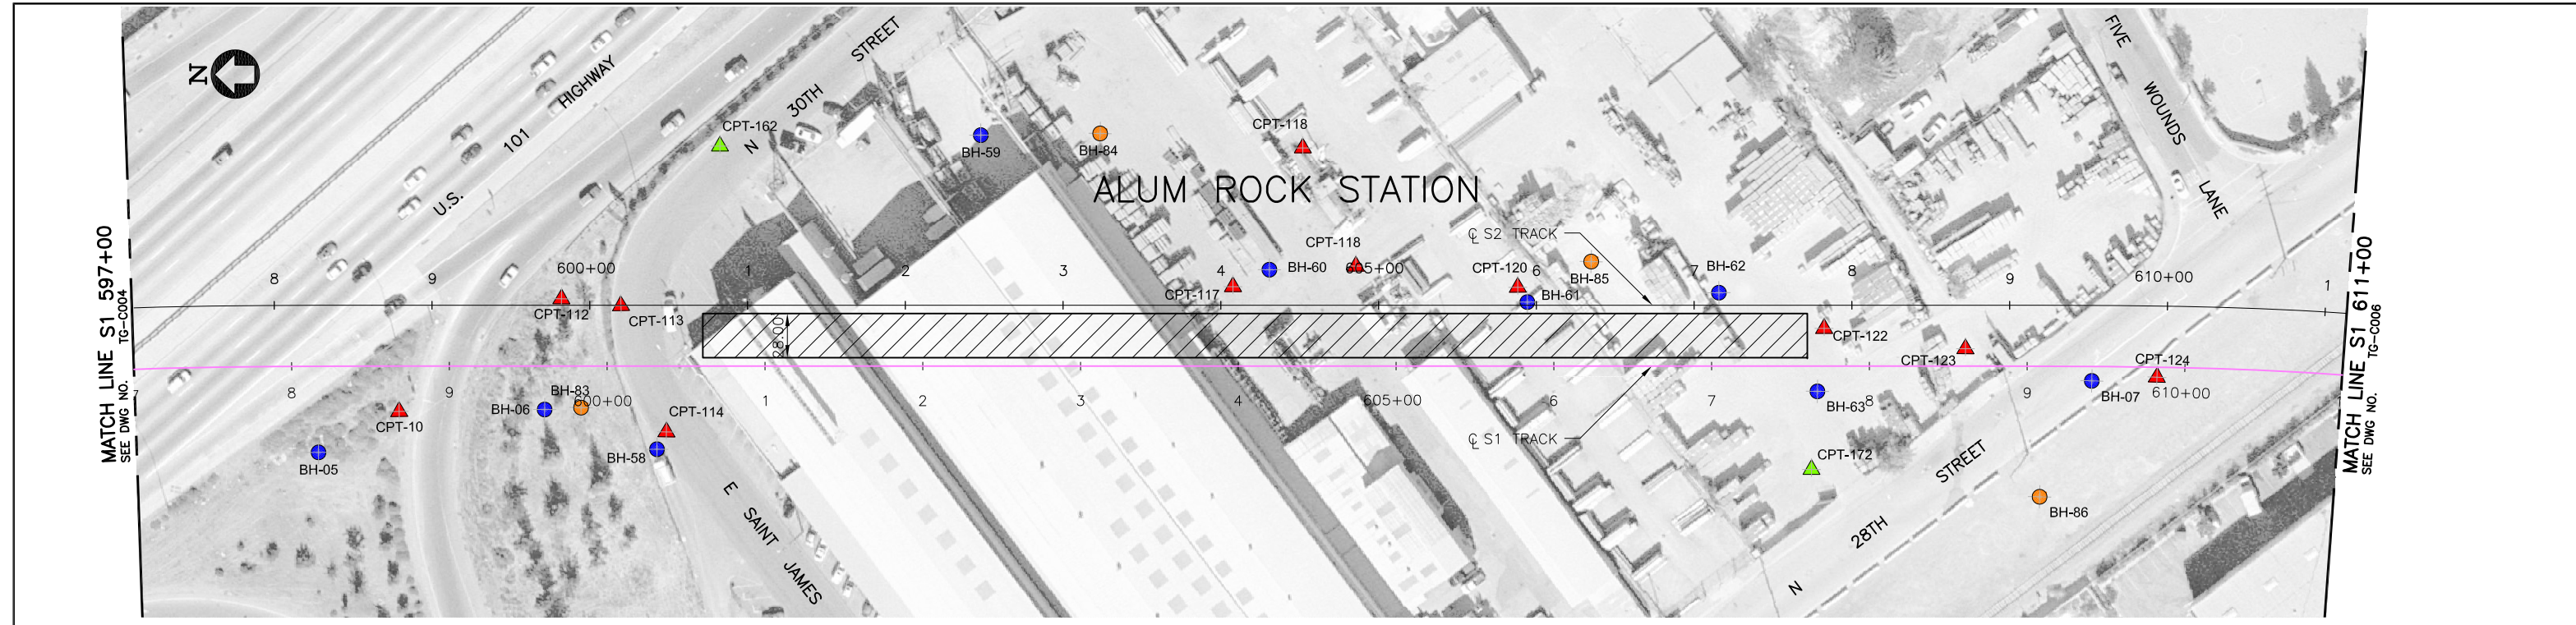 N
U.S. 101 HIGHWAY
N 30TH STREET
FIVE WOUNDS LANE
CPT-162
BH-59
BH-84
CPT-118
ALUM ROCK STATION
MATCH LINE S1 597+00
SEE DWG NO. TG-C004
MATCH LINE S1 611+00
SEE DWG NO. TG-C006
℄ S2 TRACK
CPT-118
8
9
600+00
1
2
3
4
605+00
6
7
8
9
610+00
1
BH-60
CPT-120
BH-85
BH-62
CPT-117
BH-61
CPT-112
CPT-113
28.00
CPT-122
CPT-123
CPT-124
7
8
9
600+00
1
2
3
4
605+00
6
7
8
9
610+00
BH-83
BH-06
CPT-10
CPT-114
BH-63
BH-07
℄ S1 TRACK
BH-05
BH-58
CPT-172
BH-86
E SAINT JAMES
N 28TH STREET